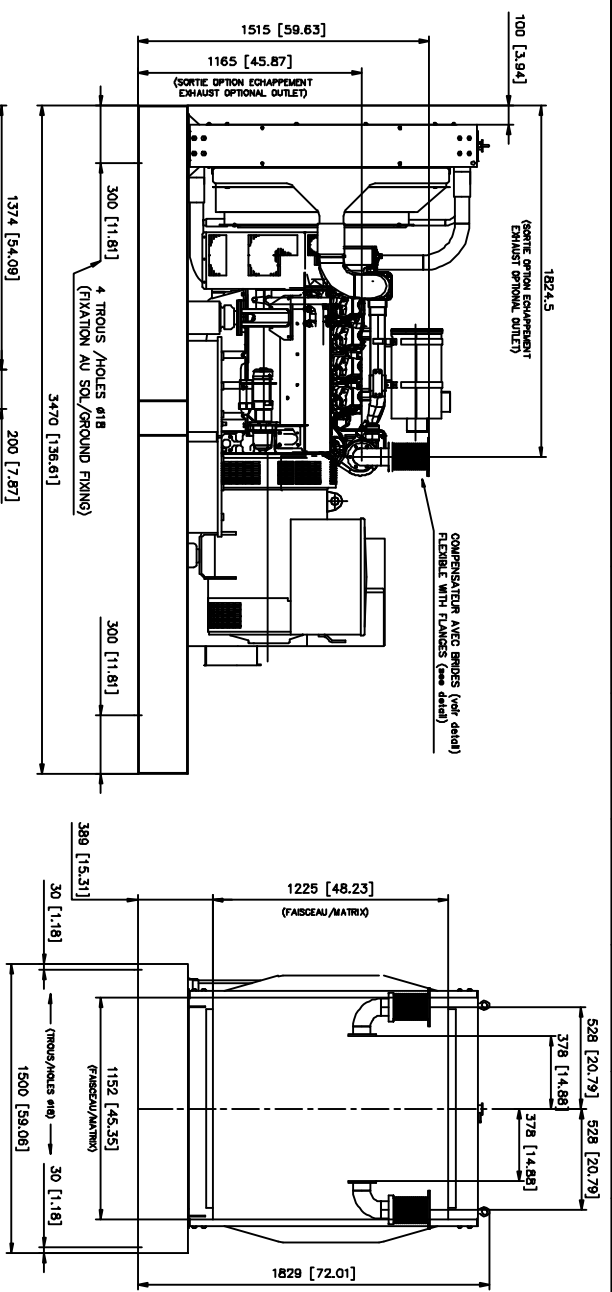 1515 [59.63]
1165 [45.87]
(SORTIE OPTION ECHAPPEMENT
EXHAUST OPTIONAL OUTLET)
100 [3.94]
1824.5
(SORTIE OPTION ECHAPPEMENT
EXHAUST OPTIONAL OUTLET)
COMPENSATEUR AVEC BRIDES (voir detail)
FLEXIBLE WITH FLANGES (see detail)
300 [11.81]
4 TROUS /HOLES ø18
(FIXATION AU SOL/GROUND FIXING)
300 [11.81]
3470 [136.61]
1374 [54.09]
200 [7.87]
389 [15.31]
1225 [48.23]
(FAISCEAU/MATRIX)
528 [20.79]
528 [20.79]
378 [14.88]
378 [14.88]
1152 [45.35]
(FAISCEAU/MATRIX)
30 [1.18]
(TROUS/HOLES ø18)
30 [1.18]
1500 [59.06]
1829 [72.01]